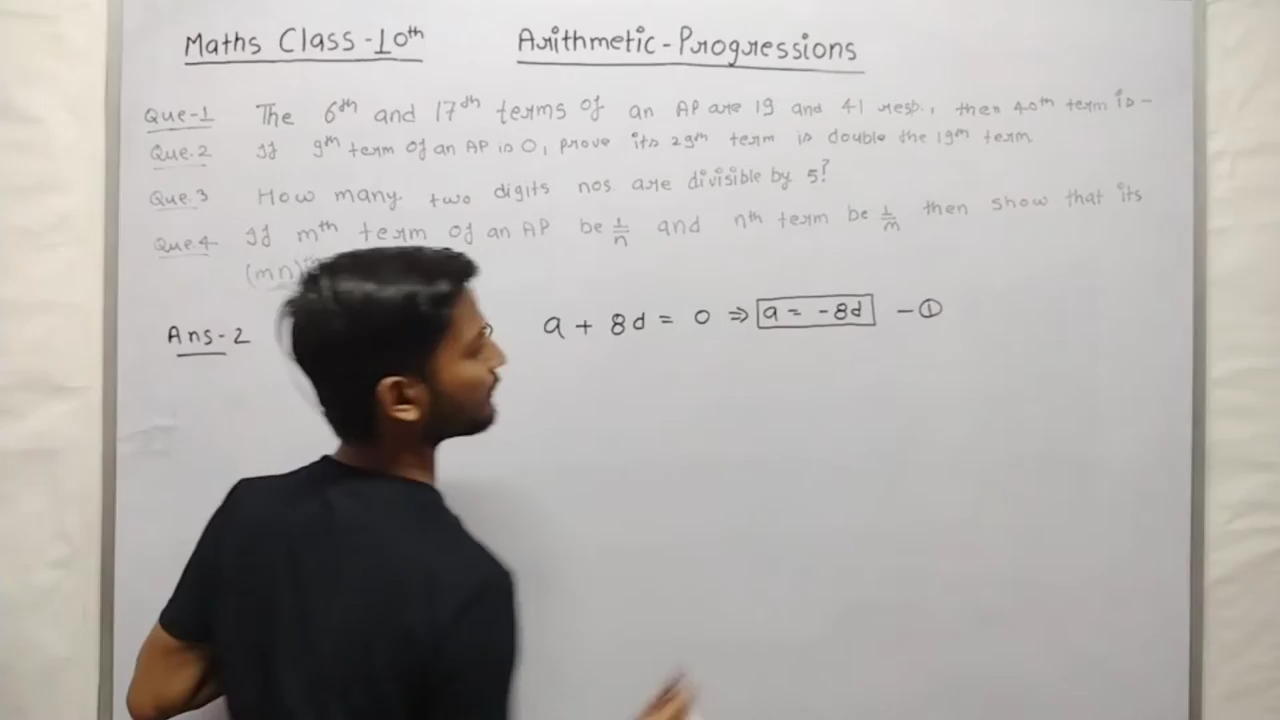 Maths Class-10th Arithmetic-Progressions
Que-1 The 6th and 17th terms of an AP are 19 and 41 resp., then 40th term is-
Que.2 If 9th term of an AP is 0, prove its 29th term is double the 19th term
Que.3 How many two digits nos. are divisible by 5?
Que.4 If mth term of an AP be 1/n and nth term be 1/m then show that its
(mn)
Ans-2 a + 8d = 0 ⇒ a = -8d -①